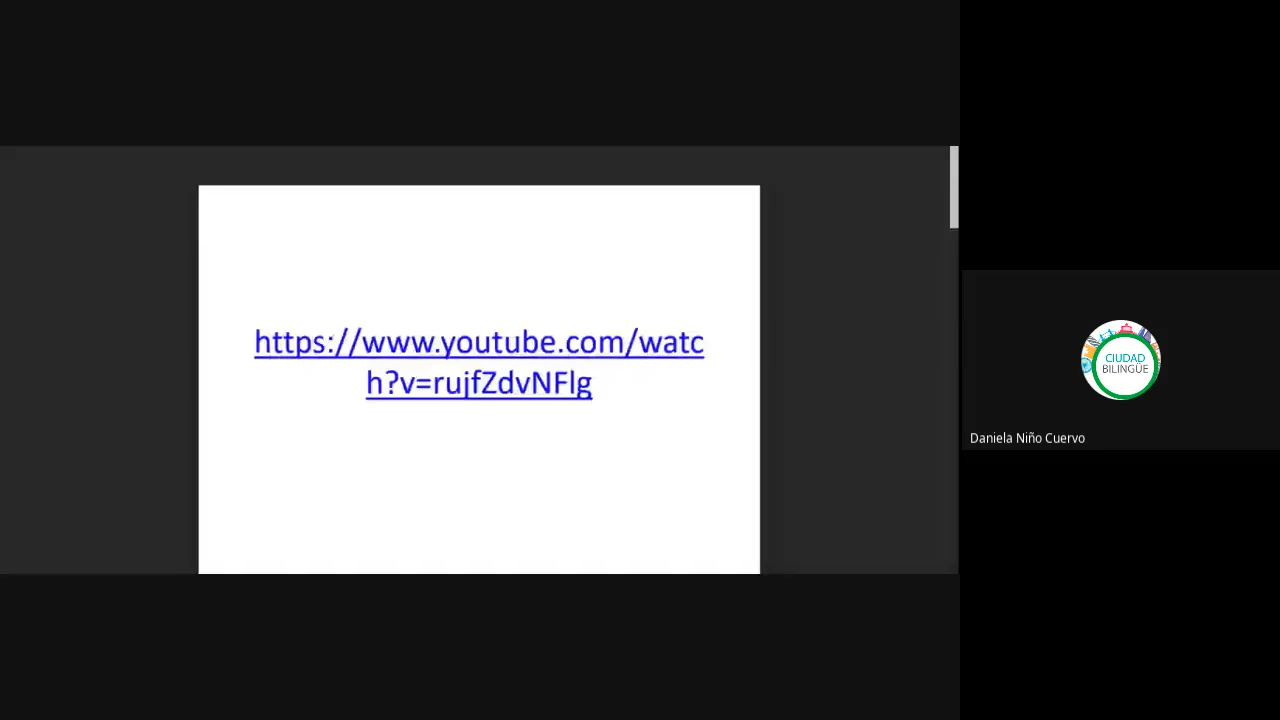 https://www.youtube.com/watc
h?v=rujfZdvNFlg
CIUDAD
BILINGÜE
Daniela Niño Cuervo